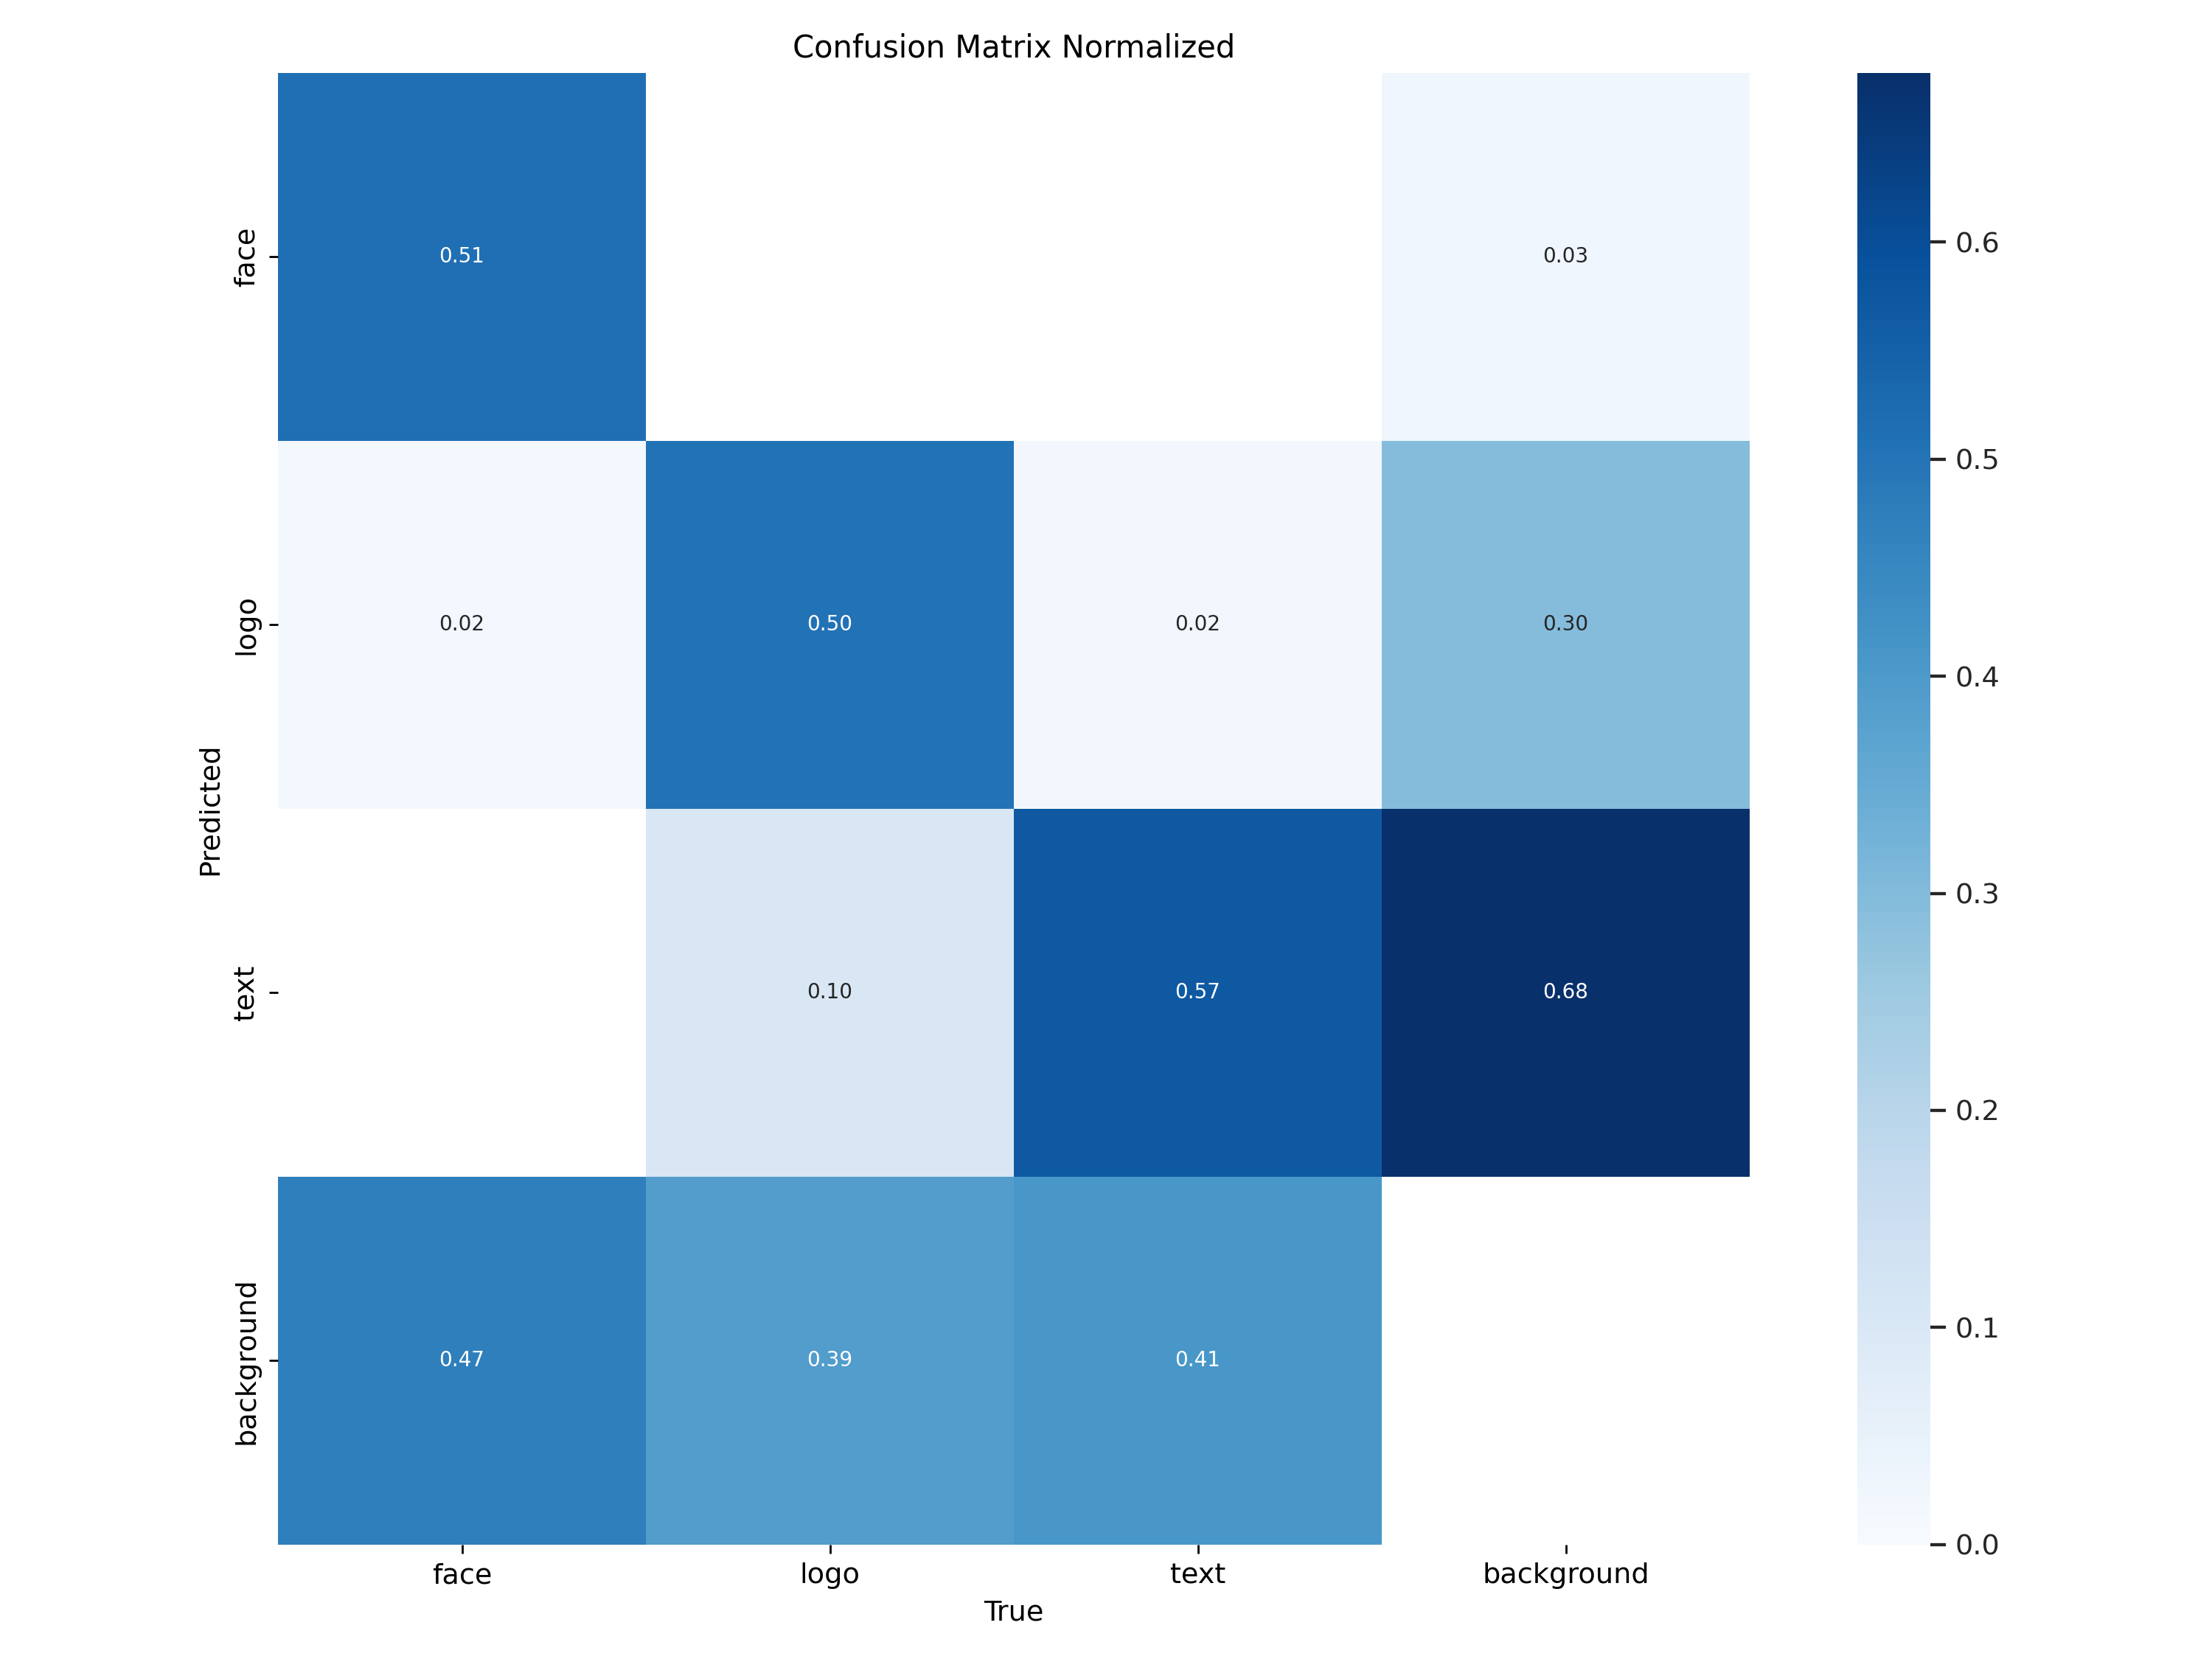 Confusion Matrix Normalized
face
0.51
0.03
0.6
0.5
logo
0.02
0.50
0.02
0.30
0.4
Predicted
0.3
text
0.10
0.57
0.68
0.2
0.1
background
0.47
0.39
0.41
0.0
face
logo
text
background
True